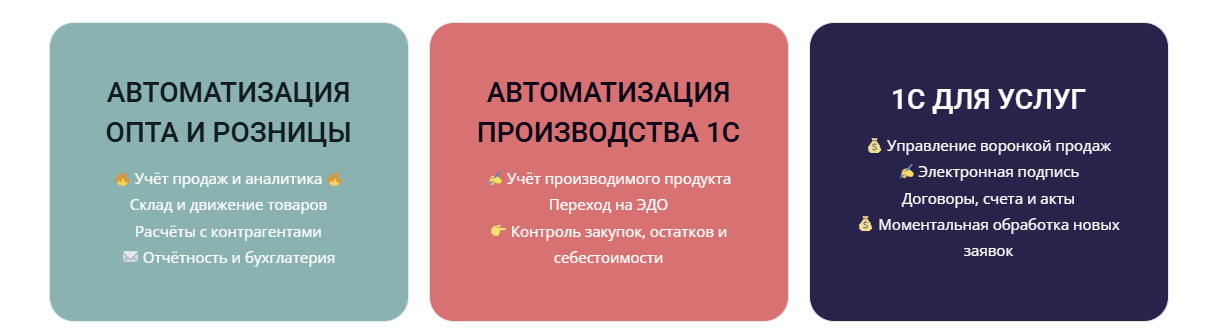 АВТОМАТИЗАЦИЯ
ОПТА И РОЗНИЦЫ
🔥 Учёт продаж и аналитика 🔥
Склад и движение товаров
Расчёты с контрагентами
✉️ Отчётность и бухглатерия
АВТОМАТИЗАЦИЯ
ПРОИЗВОДСТВА 1С
✍️ Учёт производимого продукта
Переход на ЭДО
👉 Контроль закупок, остатков и
себестоимости
1С ДЛЯ УСЛУГ
💰 Управление воронкой продаж
✍️ Электронная подпись
Договоры, счета и акты
💰 Моментальная обработка новых
заявок